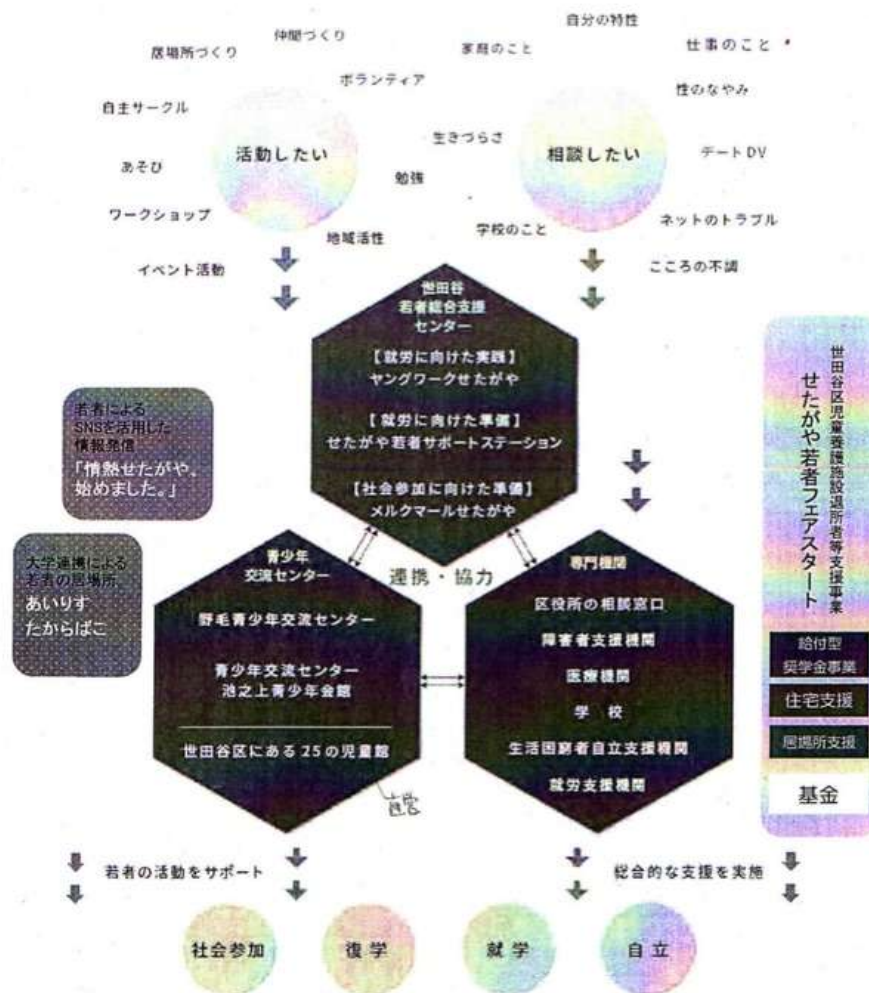 自分の特性
仲間づくり
家庭のこと
仕事のこと
居場所づくり
ボランティア
性のなやみ
自主サークル
生きづらさ
活動したい
相談したい
デートDV
あそび
勉強
ワークショップ
学校のこと
ネットのトラブル
地域活性
イベント活動
こころの不調
世田谷
若者総合支援
センター
【就労に向けた実践】
ヤングワークせたがや
【就労に向けた準備】
せたがや若者サポートステーション
【社会参加に向けた準備】
メルクマールせたがや
若者による
SNSを活用した
情報発信
「情熱せたがや、
始めました。」
大学連携による
若者の居場所
あいりす
たからばこ
連携・協力
青少年
交流センター
野毛青少年交流センター
青少年交流センター
池之上青少年会館
世田谷区にある25の児童館
直営
専門機関
区役所の相談窓口
障害者支援機関
医療機関
学校
生活困窮者自立支援機関
就労支援機関
世田谷区児童養護施設退所者等支援事業
せたがや若者フェアスタート
給付型
奨学金事業
住宅支援
居場所支援
基金
若者の活動をサポート
総合的な支援を実施
社会参加
復学
就学
自立